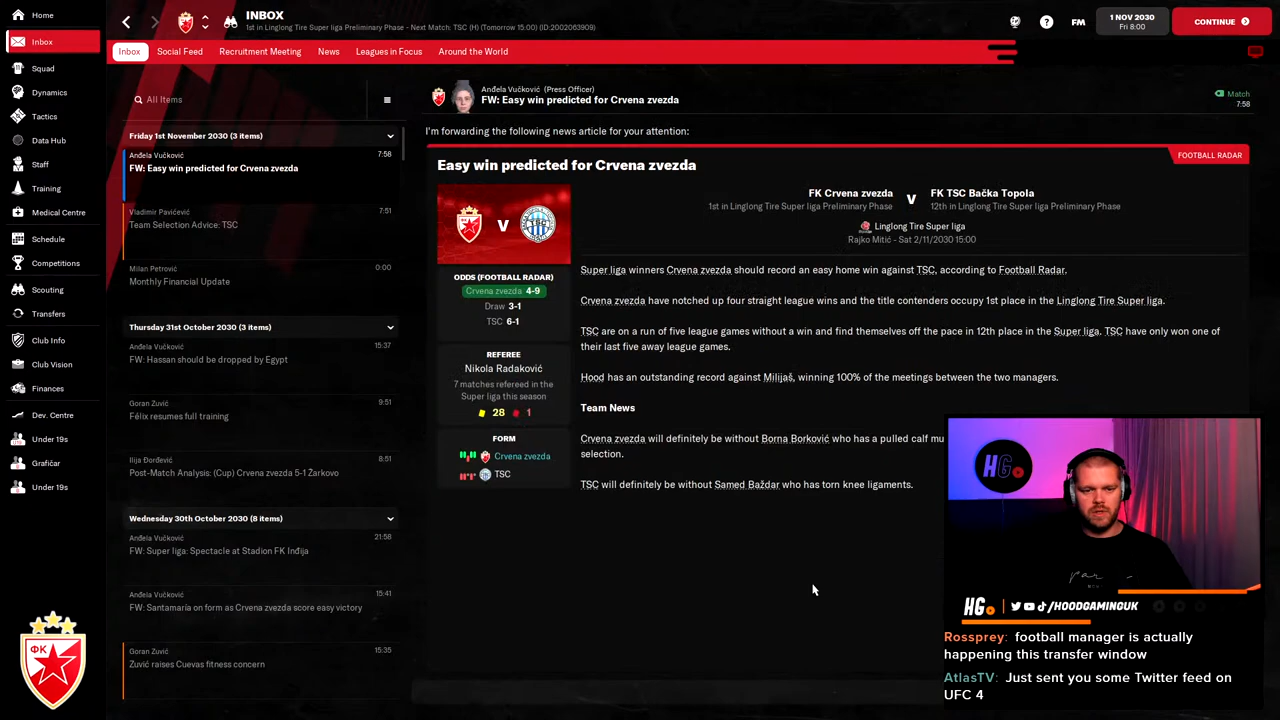 Home
Inbox
Squad
Dynamics
Tactics
Data Hub
Staff
Training
Medical Centre
Schedule
Competitions
Scouting
Transfers
Club Info
Club Vision
Finances
Dev. Centre
Under 19s
Grafičar
Under 19s
INBOX
1st in Linglong Tire Super liga Preliminary Phase - Next Match: TSC (H) (Tomorrow 15:00) (ID:2002063909)
FM
1 NOV 2030
Fri 8:00
CONTINUE
Inbox Social Feed Recruitment Meeting News Leagues in Focus Around the World
All Items
Friday 1st November 2030 (3 items)
Anđela Vučković 7:58
FW: Easy win predicted for Crvena zvezda
Vladimir Pavićević 7:51
Team Selection Advice: TSC
Milan Petrović 0:00
Monthly Financial Update
Thursday 31st October 2030 (3 items)
Anđela Vučković 15:37
FW: Hassan should be dropped by Egypt
Goran Zuvić 9:51
Félix resumes full training
Ilija Đorđević 8:51
Post-Match Analysis: (Cup) Crvena zvezda 5-1 Žarkovo
Wednesday 30th October 2030 (8 items)
Anđela Vučković 21:58
FW: Super liga: Spectacle at Stadion FK Inđija
Anđela Vučković 15:41
FW: Santamaría on form as Crvena zvezda score easy victory
Goran Zuvić 15:35
Zuvić raises Cuevas fitness concern
Anđela Vučković (Press Officer)
FW: Easy win predicted for Crvena zvezda
Match
7:58
I'm forwarding the following news article for your attention:
Easy win predicted for Crvena zvezda
FOOTBALL RADAR
V
ODDS (FOOTBALL RADAR)
Crvena zvezda 4-9
Draw 3-1
TSC 6-1
REFEREE
Nikola Radaković
7 matches refereed in the
Super liga this season
28 1
FORM
Crvena zvezda
TSC
FK Crvena zvezda v FK TSC Bačka Topola
1st in Linglong Tire Super liga Preliminary Phase 12th in Linglong Tire Super liga Preliminary Phase
Linglong Tire Super liga
Rajko Mitić - Sat 2/11/2030 15:00
Super liga winners Crvena zvezda should record an easy home win against TSC, according to Football Radar.
Crvena zvezda have notched up four straight league wins and the title contenders occupy 1st place in the Linglong Tire Super liga.
TSC are on a run of five league games without a win and find themselves off the pace in 12th place in the Super liga. TSC have only won one of
their last five away league games.
Hood has an outstanding record against Milijaš, winning 100% of the meetings between the two managers.
Team News
Crvena zvezda will definitely be without Borna Borković who has a pulled calf mu
selection.
TSC will definitely be without Samed Baždar who has torn knee ligaments.
HG
HG
/HOODGAMINGUK
Rossprey: football manager is actually
happening this transfer window
AtlasTV: Just sent you some Twitter feed on
UFC 4